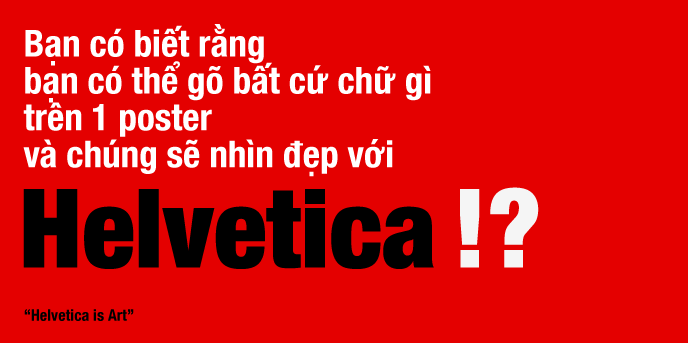 Bạn có biết rằng
bạn có thể gõ bất cứ chữ gì
trên 1 poster
và chúng sẽ nhìn đẹp với
Helvetica !?
“Helvetica is Art”